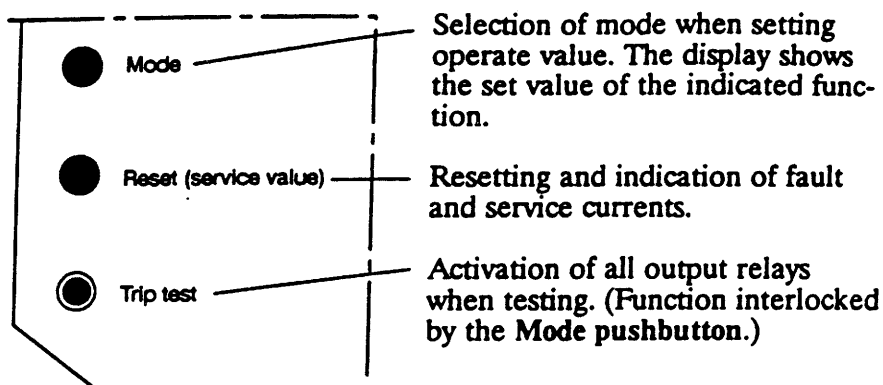 Mode
Selection of mode when setting
operate value. The display shows
the set value of the indicated func-
tion.
Reset (service value)
Resetting and indication of fault
and service currents.
Trip test
Activation of all output relays
when testing. (Function interlocked
by the Mode pushbutton.)